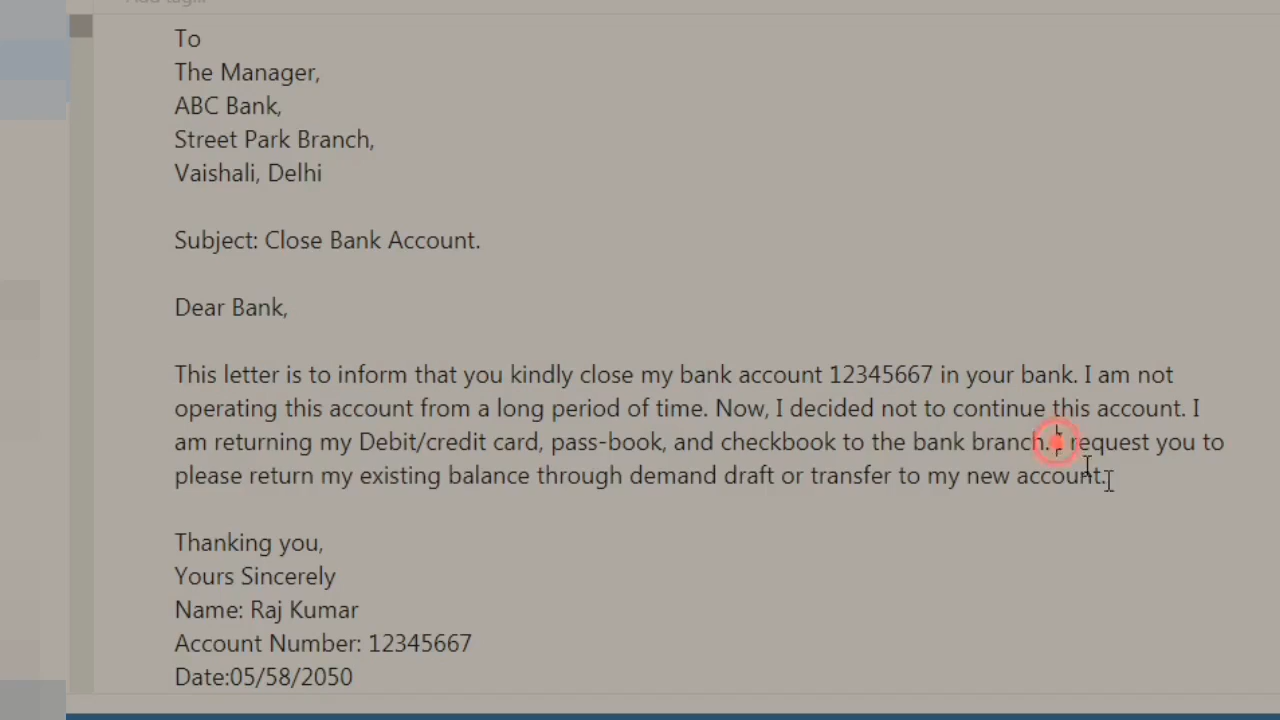 To
The Manager,
ABC Bank,
Street Park Branch,
Vaishali, Delhi
Subject: Close Bank Account.
Dear Bank,
This letter is to inform that you kindly close my bank account 12345667 in your bank. I am not
operating this account from a long period of time. Now, I decided not to continue this account. I
am returning my Debit/credit card, pass-book, and checkbook to the bank branch. I request you to
please return my existing balance through demand draft or transfer to my new account.
Thanking you,
Yours Sincerely
Name: Raj Kumar
Account Number: 12345667
Date:05/58/2050